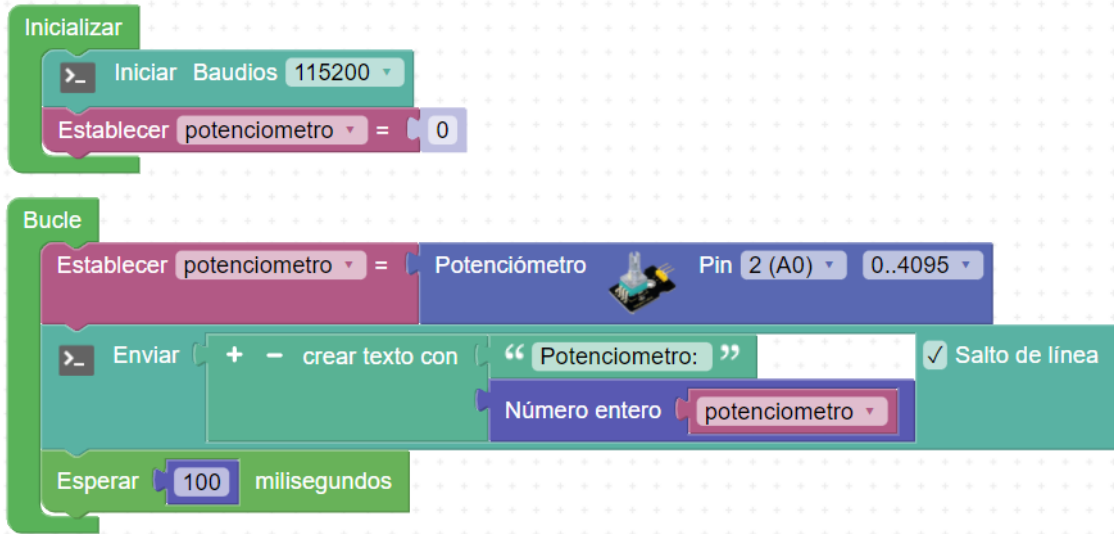 Inicializar
>_ Iniciar Baudios 115200
Establecer potenciometro = 0
Bucle
Establecer potenciometro = Potenciómetro Pin 2 (A0) 0..4095
>_ Enviar + - crear texto con “ Potenciometro: ” ✓ Salto de línea
Número entero potenciometro
Esperar 100 milisegundos